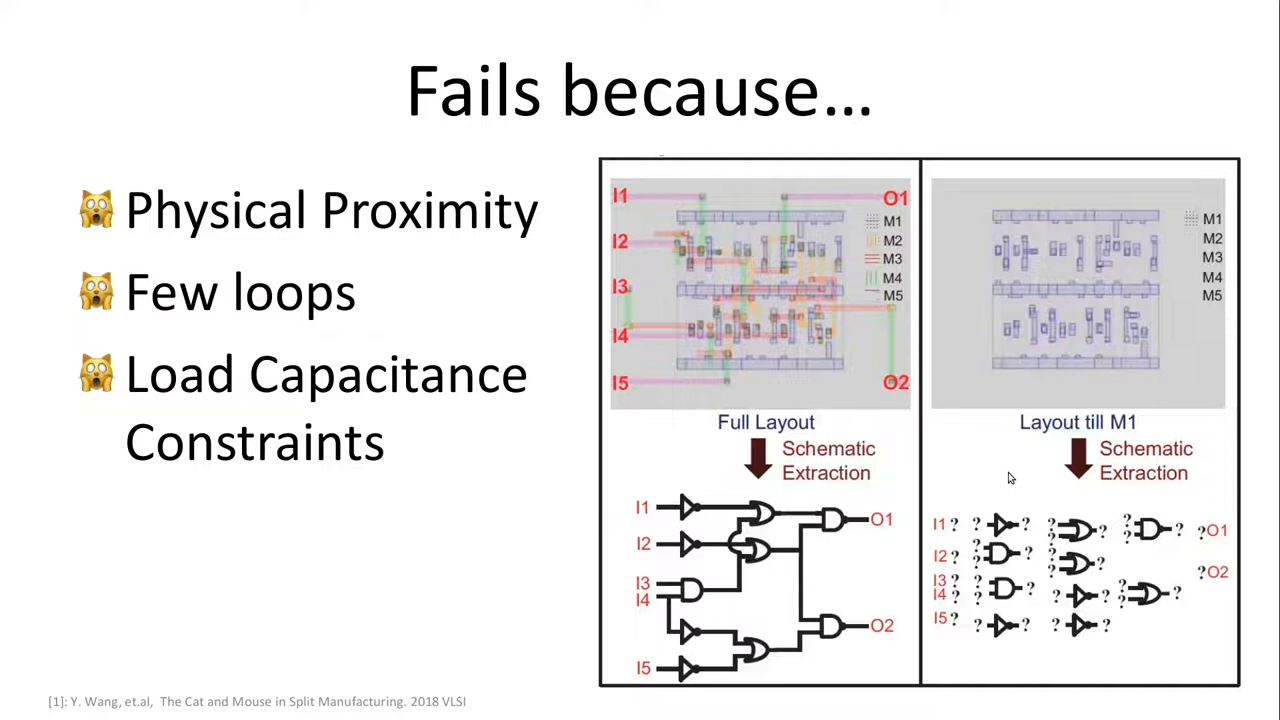 Fails because…
Physical Proximity
Few loops
Load Capacitance
Constraints
I1
I2
I3
I4
I5
O1
M1
M2
M3
M4
M5
O2
Full Layout
Schematic
Extraction
I1
I2
I3
I4
I5
O1
O2
M1
M2
M3
M4
M5
Layout till M1
Schematic
Extraction
I1 ? ? ? ? ? ? ? ? ?O1
I2 ? ? ? ? ? ? ? ?O2
I3 ? ? ? ?
I4 ? ? ? ? ? ? ?
I5 ? ? ? ? ?
[1]: Y. Wang, et.al, The Cat and Mouse in Split Manufacturing. 2018 VLSI